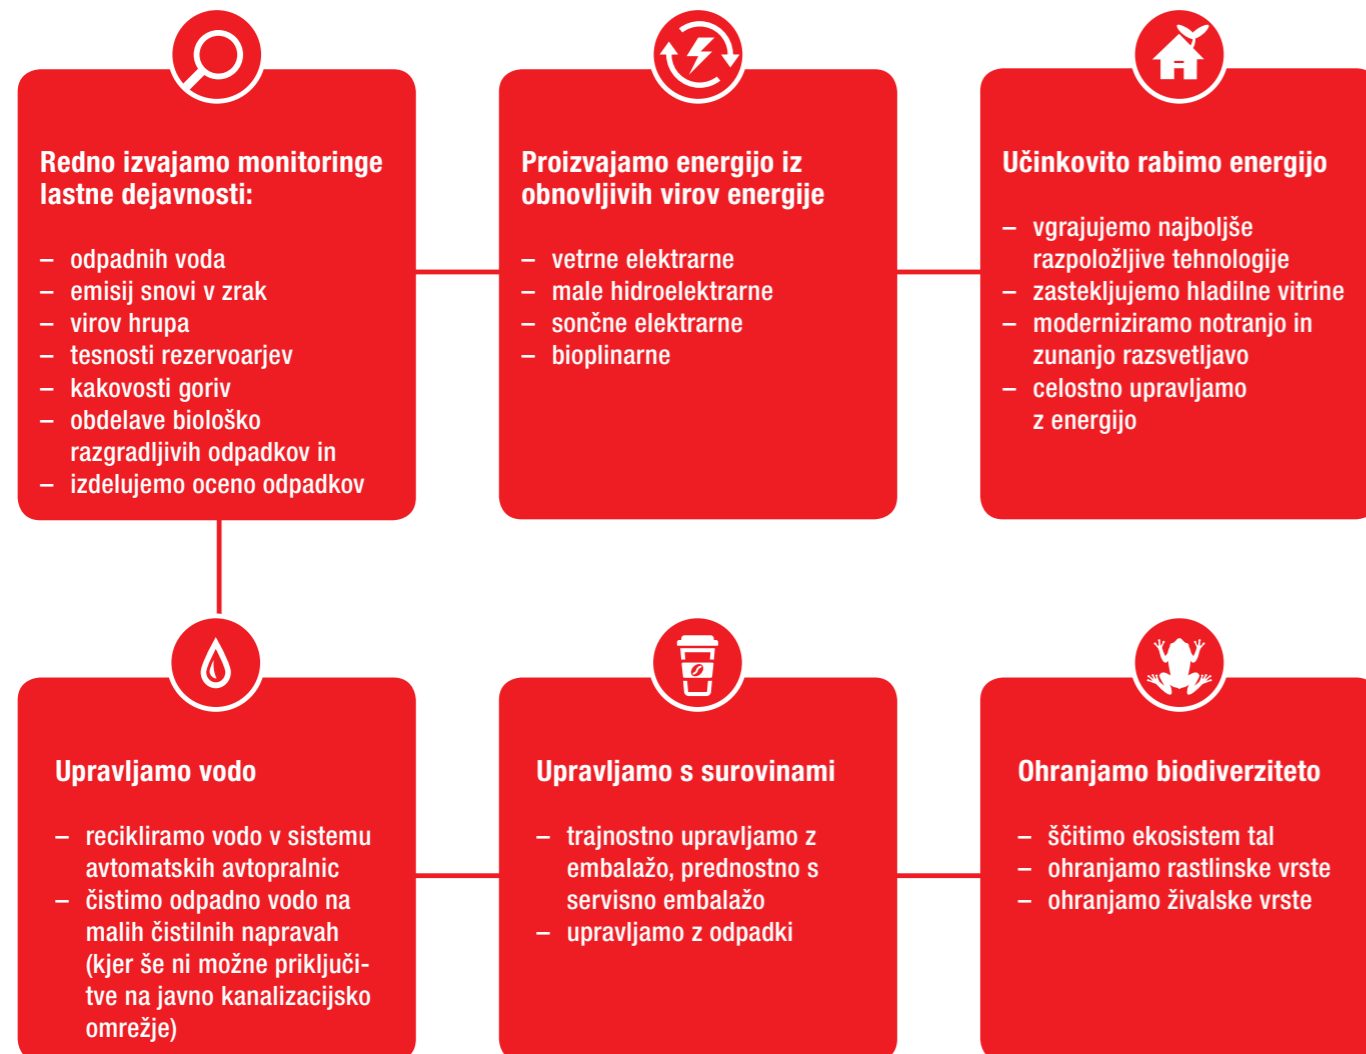 Redno izvajamo monitoringe
lastne dejavnosti:
– odpadnih voda
– emisij snovi v zrak
– virov hrupa
– tesnosti rezervoarjev
– kakovosti goriv
– obdelave biološko
razgradljivih odpadkov in
– izdelujemo oceno odpadkov
Proizvajamo energijo iz
obnovljivih virov energije
– vetrne elektrarne
– male hidroelektrarne
– sončne elektrarne
– bioplinarne
Učinkovito rabimo energijo
– vgrajujemo najboljše
razpoložljive tehnologije
– zastekljujemo hladilne vitrine
– moderniziramo notranjo in
zunanjo razsvetljavo
– celostno upravljamo
z energijo
Upravljamo vodo
– recikliramo vodo v sistemu
avtomatskih avtopralnic
– čistimo odpadno vodo na
malih čistilnih napravah
(kjer še ni možne priključi-
tve na javno kanalizacijsko
omrežje)
Upravljamo s surovinami
– trajnostno upravljamo z
embalažo, prednostno s
servisno embalažo
– upravljamo z odpadki
Ohranjamo biodiverziteto
– ščitimo ekosistem tal
– ohranjamo rastlinske vrste
– ohranjamo živalske vrste